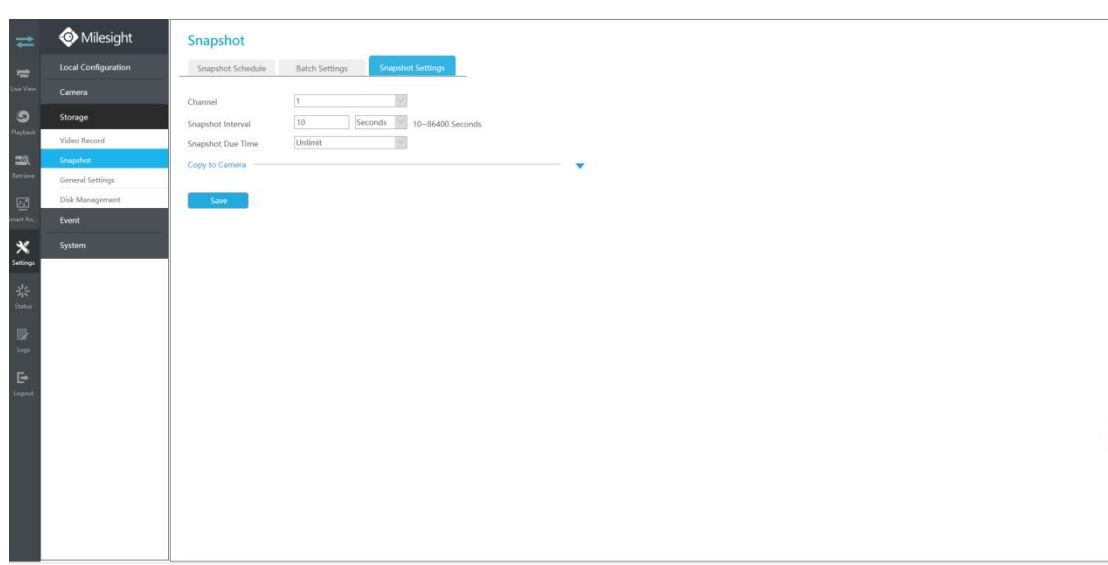 Milesight
Live View
Playback
Retrieve
Smart An...
Settings
Status
Logs
Logout
Local Configuration
Camera
Storage
Video Record
Snapshot
General Settings
Disk Management
Event
System
Snapshot
Snapshot Schedule Batch Settings Snapshot Settings
Channel 1
Snapshot Interval 10 Seconds 10~86400 Seconds
Snapshot Due Time Unlimit
Copy to Camera
Save